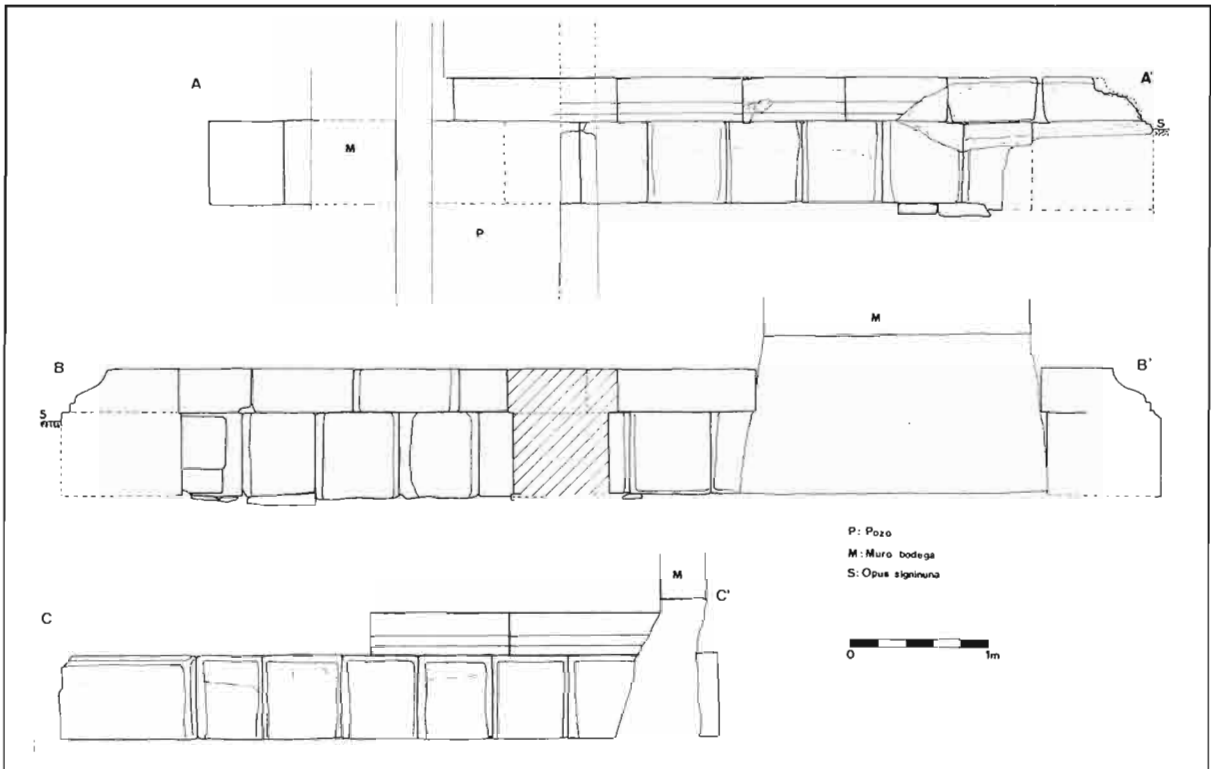 A
A'
M
S
P
M
B
B'
S
P: Pozo
M: Muro bodega
S: Opus signinuna
M
C'
C
0 1m